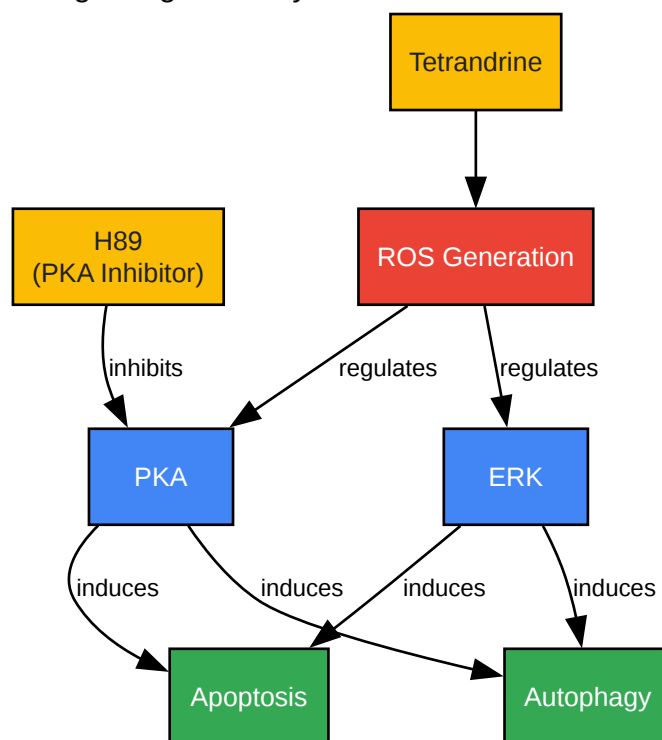 Tetrandrine
H89
(PKA Inhibitor)
ROS Generation
inhibits
regulates
regulates
PKA
ERK
induces
induces
induces
induces
Apoptosis
Autophagy